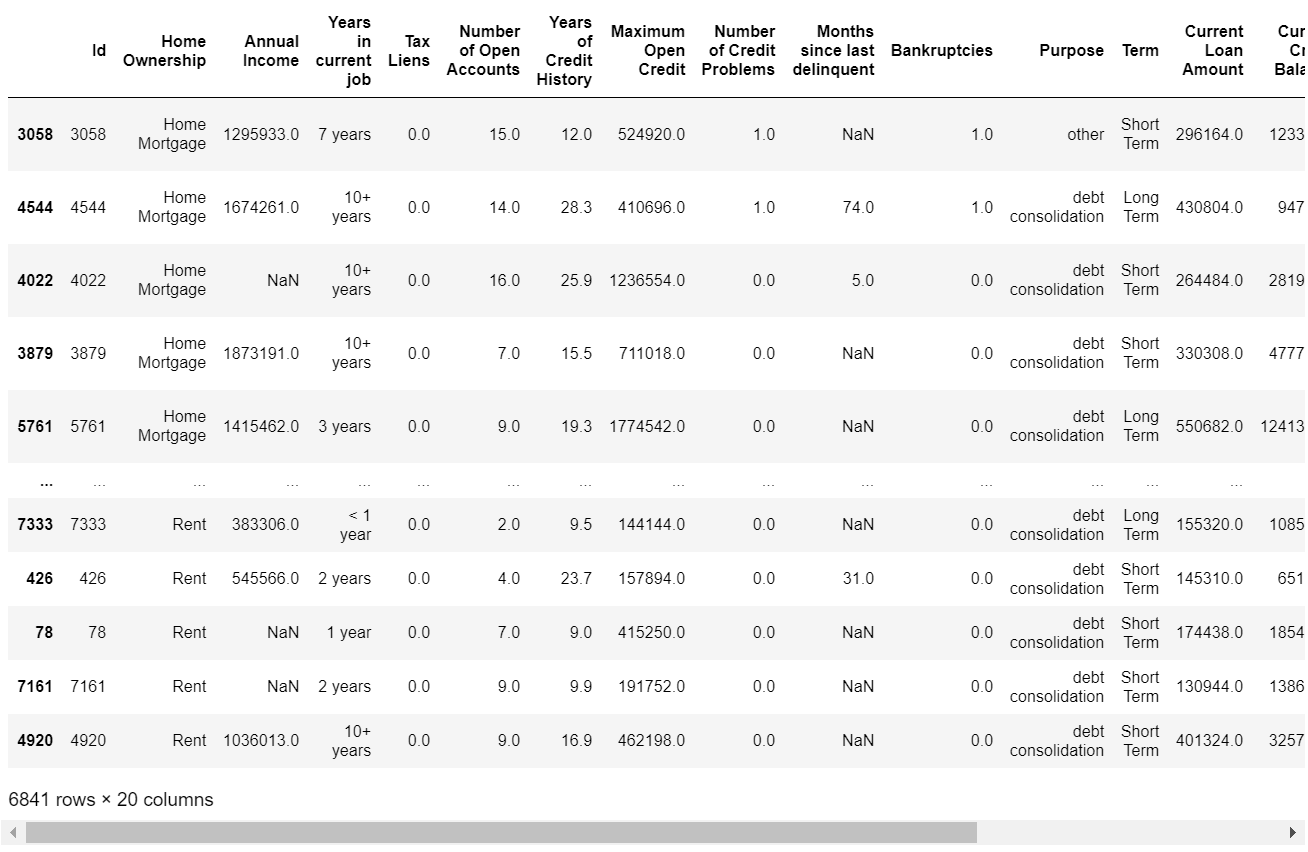 Id Home Ownership Annual Income Years in current job Tax Liens Number of Open Accounts Years of Credit History Maximum Open Credit Number of Credit Problems Months since last delinquent Bankruptcies Purpose Term Current Loan Amount
3058 3058 Home Mortgage 1295933.0 7 years 0.0 15.0 12.0 524920.0 1.0 NaN 1.0 other Short Term 296164.0 1233
4544 4544 Home Mortgage 1674261.0 10+ years 0.0 14.0 28.3 410696.0 1.0 74.0 1.0 debt consolidation Long Term 430804.0 947
4022 4022 Home Mortgage NaN 10+ years 0.0 16.0 25.9 1236554.0 0.0 5.0 0.0 debt consolidation Short Term 264484.0 2819
3879 3879 Home Mortgage 1873191.0 10+ years 0.0 7.0 15.5 711018.0 0.0 NaN 0.0 debt consolidation Short Term 330308.0 4777
5761 5761 Home Mortgage 1415462.0 3 years 0.0 9.0 19.3 1774542.0 0.0 NaN 0.0 debt consolidation Long Term 550682.0 12413
... ... ... ... ... ... ... ... ... ... ... ... ... ... ...
7333 7333 Rent 383306.0 < 1 year 0.0 2.0 9.5 144144.0 0.0 NaN 0.0 debt consolidation Long Term 155320.0 1085
426 426 Rent 545566.0 2 years 0.0 4.0 23.7 157894.0 0.0 31.0 0.0 debt consolidation Short Term 145310.0 651
78 78 Rent NaN 1 year 0.0 7.0 9.0 415250.0 0.0 NaN 0.0 debt consolidation Short Term 174438.0 1854
7161 7161 Rent NaN 2 years 0.0 9.0 9.9 191752.0 0.0 NaN 0.0 debt consolidation Short Term 130944.0 1386
4920 4920 Rent 1036013.0 10+ years 0.0 9.0 16.9 462198.0 0.0 NaN 0.0 debt consolidation Short Term 401324.0 3257
6841 rows × 20 columns